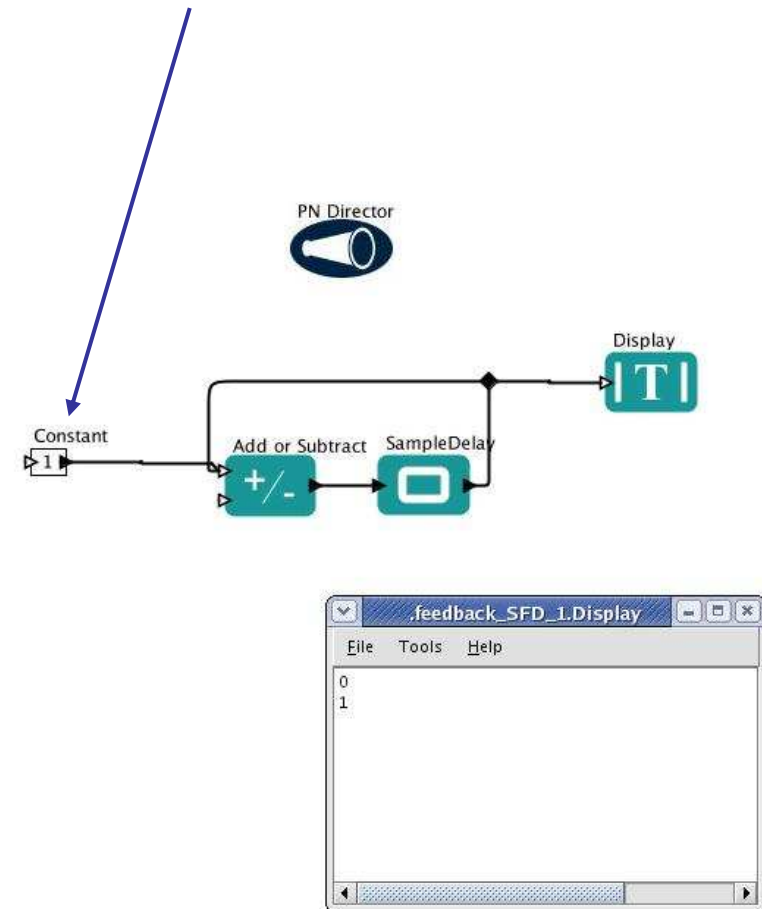 PN Director
Display
T
Constant
1
Add or Subtract
+/-
SampleDelay
.feedback_SFD_1.Display
File Tools Help
0
1